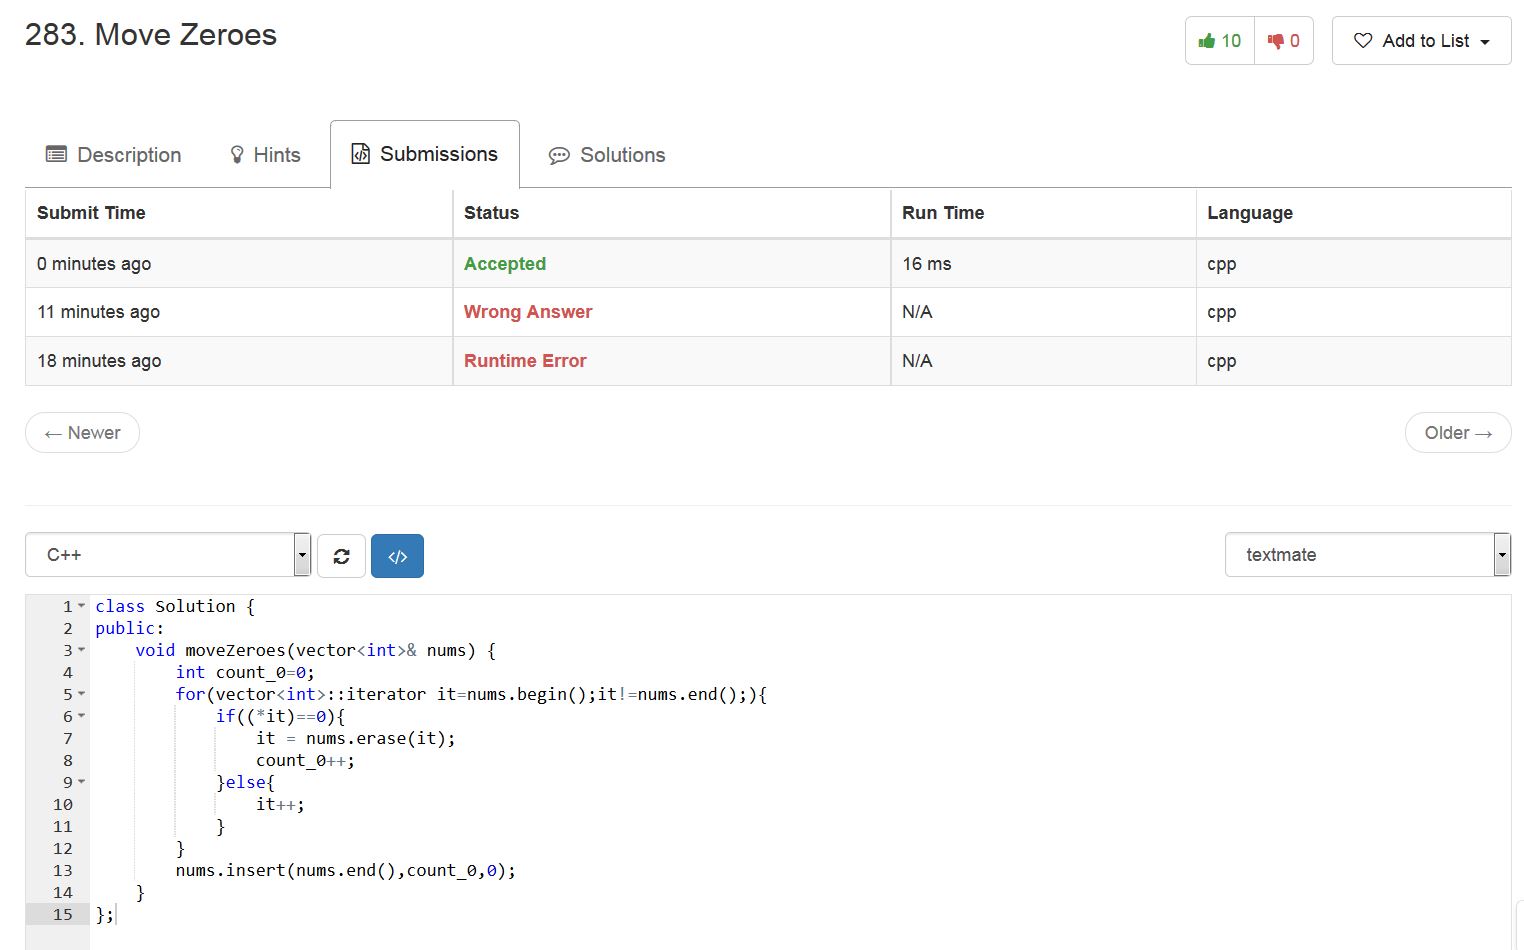 283. Move Zeroes
10 0 Add to List
Description Hints Submissions Solutions
Submit Time Status Run Time Language
0 minutes ago Accepted 16 ms cpp
11 minutes ago Wrong Answer N/A cpp
18 minutes ago Runtime Error N/A cpp
← Newer Older →
C++ </> textmate
1 class Solution {
2 public:
3     void moveZeroes(vector<int>& nums) {
4         int count_0=0;
5         for(vector<int>::iterator it=nums.begin();it!=nums.end();){
6             if((*it)==0){
7                 it = nums.erase(it);
8                 count_0++;
9             }else{
10                 it++;
11             }
12         }
13         nums.insert(nums.end(),count_0,0);
14     }
15 };